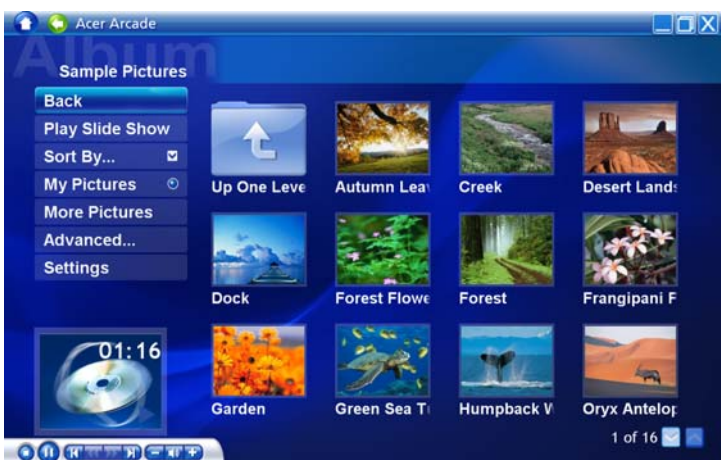 Acer Arcade
Album
Sample Pictures
Back
Play Slide Show
Sort By...
My Pictures
More Pictures
Advanced...
Settings
Up One Leve
Autumn Lea
Creek
Desert Lands
Dock
Forest Flowe
Forest
Frangipani F
Garden
Green Sea T
Humpback W
Oryx Antelop
01:16
1 of 16